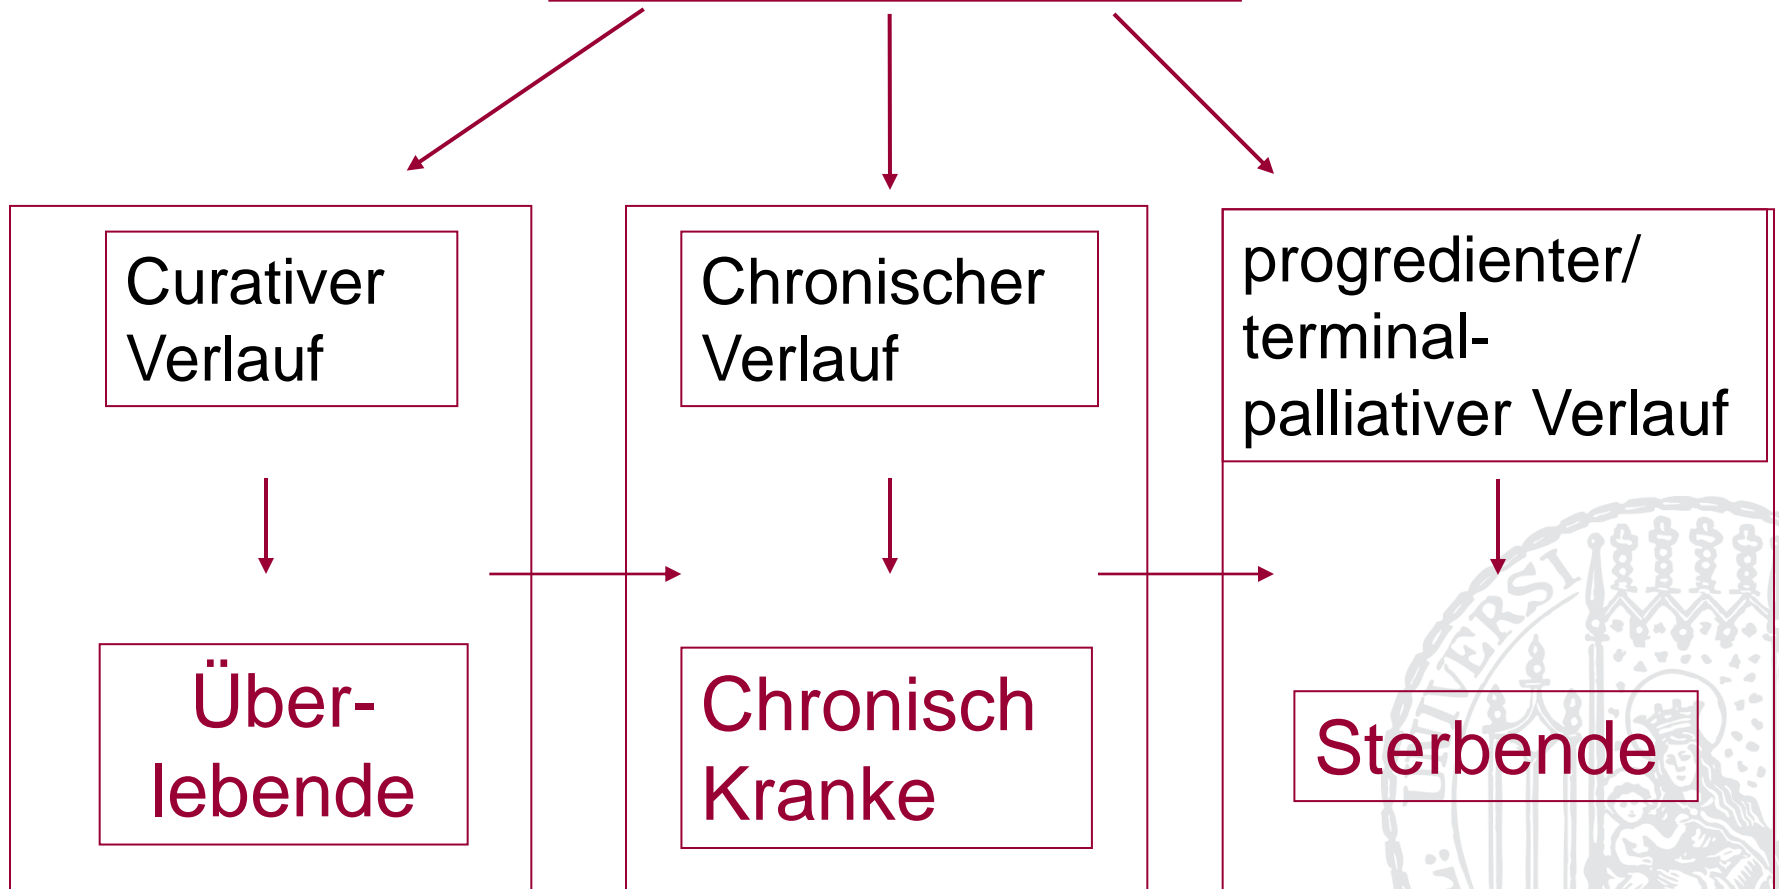 Curativer
Verlauf
Chronischer
Verlauf
progredienter/
terminal-
palliativer Verlauf
Über-
lebende
Chronisch
Kranke
Sterbende